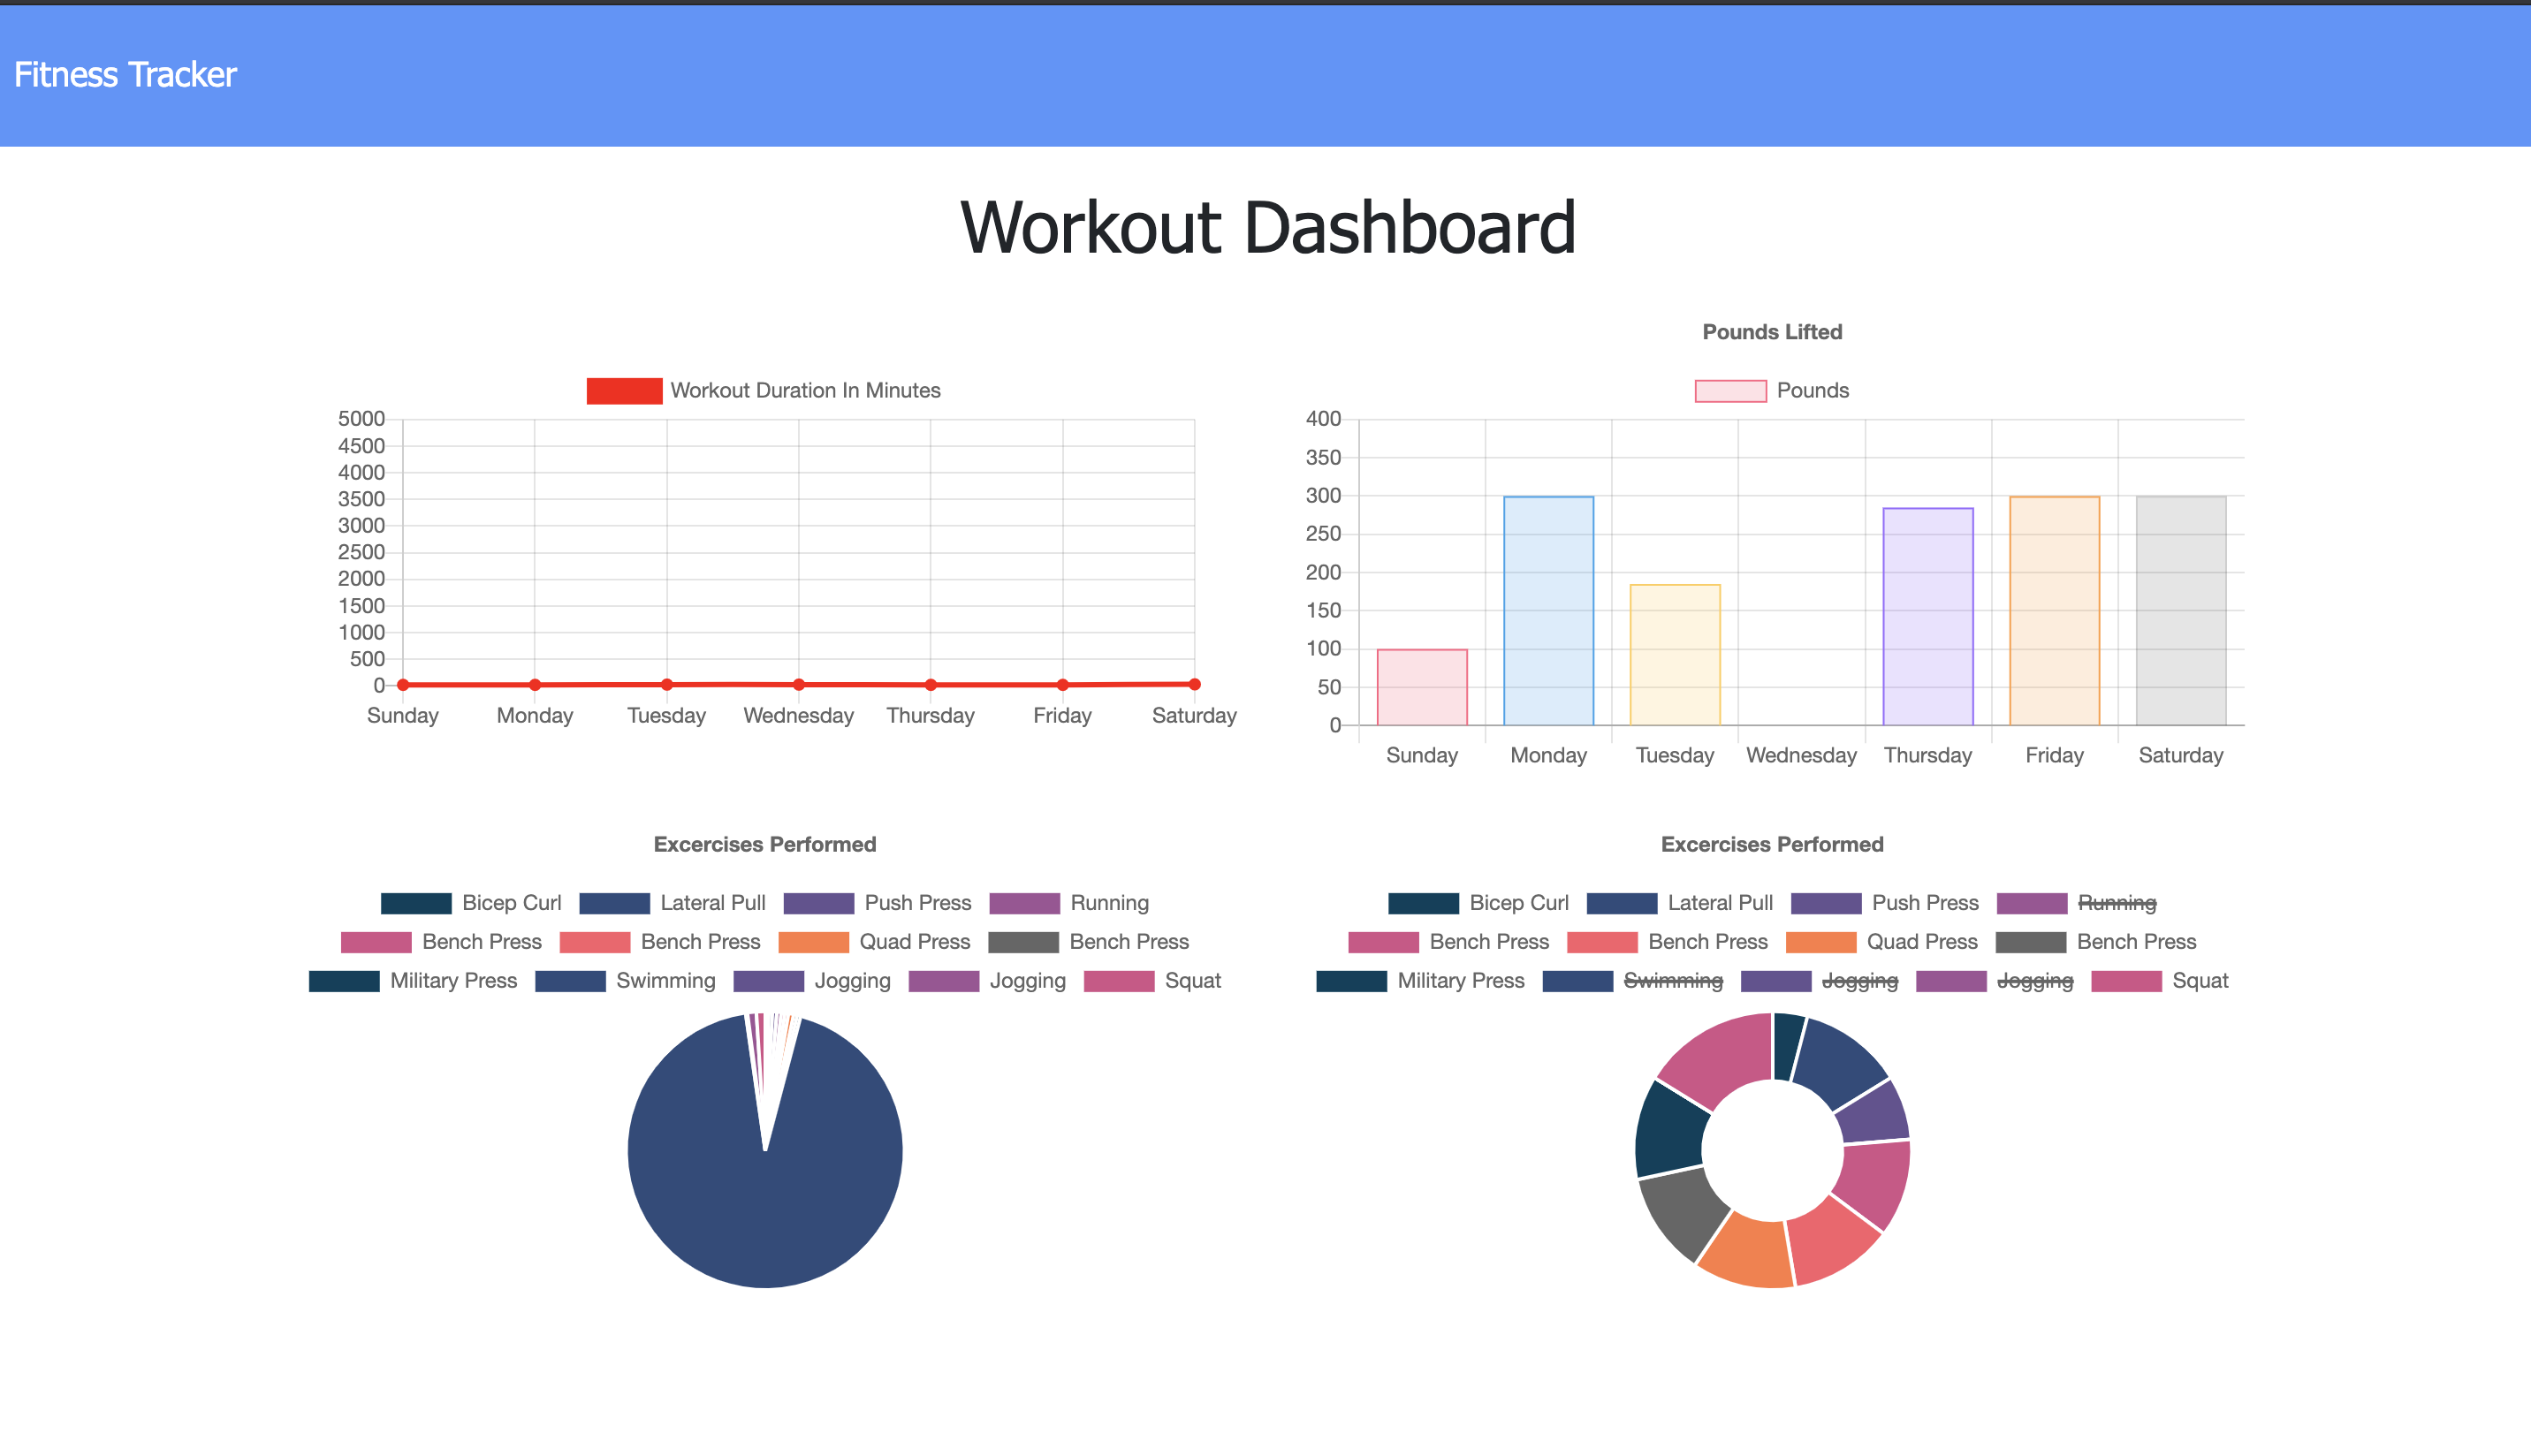 Fitness Tracker
Workout Dashboard
Workout Duration In Minutes
5000
4500
4000
3500
3000
2500
2000
1500
1000
500
0
Sunday Monday Tuesday Wednesday Thursday Friday Saturday
Pounds Lifted
Pounds
400
350
300
250
200
150
100
50
0
Sunday Monday Tuesday Wednesday Thursday Friday Saturday
Excercises Performed
Bicep Curl Lateral Pull Push Press Running
Bench Press Bench Press Quad Press Bench Press
Military Press Swimming Jogging Jogging Squat
Excercises Performed
Bicep Curl Lateral Pull Push Press Running
Bench Press Bench Press Quad Press Bench Press
Military Press Swimming Jogging Jogging Squat